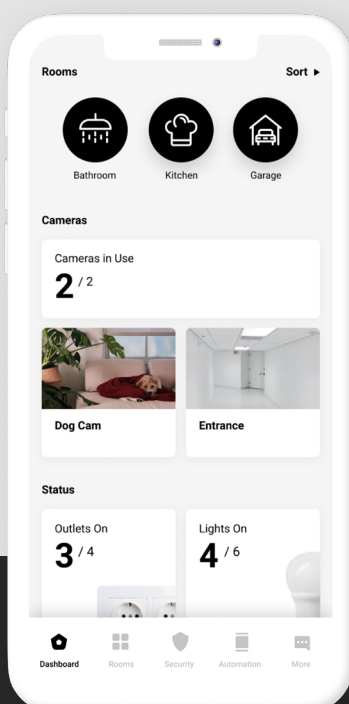 Rooms
Sort ▸
Bathroom
Kitchen
Garage
Cameras
Cameras in Use
2 / 2
Dog Cam
Entrance
Status
Outlets On
3 / 4
Lights On
4 / 6
Dashboard
Rooms
Security
Automation
More